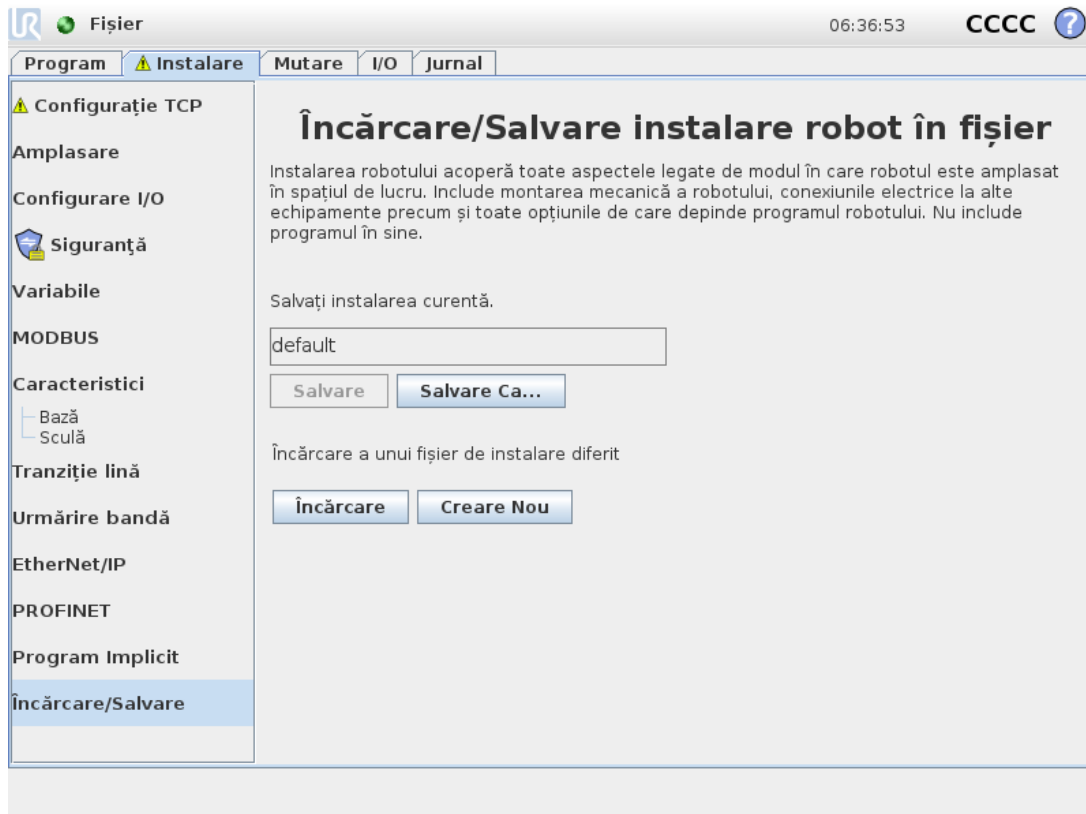 UR Fișier 06:36:53 CCCC ?
Program Instalare Mutare I/O Jurnal
Configurație TCP
Amplasare
Configurare I/O
Siguranţă
Variabile
MODBUS
Caracteristici
Bază
Sculă
Tranziție lină
Urmărire bandă
EtherNet/IP
PROFINET
Program Implicit
Încărcare/Salvare
Încărcare/Salvare instalare robot în fișier
Instalarea robotului acoperă toate aspectele legate de modul în care robotul este amplasat
în spațiul de lucru. Include montarea mecanică a robotului, conexiunile electrice la alte
echipamente precum și toate opțiunile de care depinde programul robotului. Nu include
programul în sine.
Salvați instalarea curentă.
default
Salvare Salvare Ca...
Încărcare a unui fișier de instalare diferit
Încărcare Creare Nou